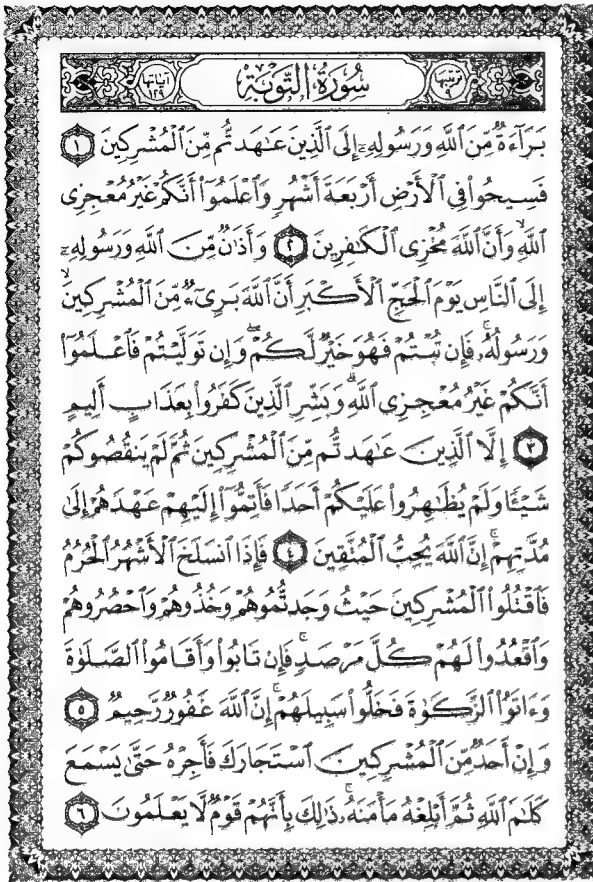 ترتيبها ٩ سُورَةُ التَّوْبَةِ آياتها ١٢٩
بَرَآءَةٌ مِّنَ ٱللَّهِ وَرَسُولِهِۦٓ إِلَى ٱلَّذِينَ عَـٰهَدتُّم مِّنَ ٱلْمُشْرِكِينَ ١
فَسِيحُوا۟ فِى ٱلْأَرْضِ أَرْبَعَةَ أَشْهُرٍ وَٱعْلَمُوٓا۟ أَنَّكُمْ غَيْرُ مُعْجِزِى
ٱللَّهِ ۙ وَأَنَّ ٱللَّهَ مُخْزِى ٱلْكَـٰفِرِينَ ٢ وَأَذَٰنٌ مِّنَ ٱللَّهِ وَرَسُولِهِۦٓ
إِلَى ٱلنَّاسِ يَوْمَ ٱلْحَجِّ ٱلْأَكْبَرِ أَنَّ ٱللَّهَ بَرِىٓءٌ مِّنَ ٱلْمُشْرِكِينَ ۙ
وَرَسُولُهُۥ ۚ فَإِن تُبْتُمْ فَهُوَ خَيْرٌ لَّكُمْ ۖ وَإِن تَوَلَّيْتُمْ فَٱعْلَمُوٓا۟
أَنَّكُمْ غَيْرُ مُعْجِزِى ٱللَّهِ ۗ وَبَشِّرِ ٱلَّذِينَ كَفَرُوا۟ بِعَذَابٍ أَلِيمٍ
٣ إِلَّا ٱلَّذِينَ عَـٰهَدتُّم مِّنَ ٱلْمُشْرِكِينَ ثُمَّ لَمْ يَنقُصُوكُمْ
شَيْـًٔا وَلَمْ يُظَـٰهِرُوا۟ عَلَيْكُمْ أَحَدًا فَأَتِمُّوٓا۟ إِلَيْهِمْ عَهْدَهُمْ إِلَىٰ
مُدَّتِهِمْ ۚ إِنَّ ٱللَّهَ يُحِبُّ ٱلْمُتَّقِينَ ٤ فَإِذَا ٱنسَلَخَ ٱلْأَشْهُرُ ٱلْحُرُمُ
فَٱقْتُلُوا۟ ٱلْمُشْرِكِينَ حَيْثُ وَجَدتُّمُوهُمْ وَخُذُوهُمْ وَٱحْصُرُوهُمْ
وَٱقْعُدُوا۟ لَهُمْ كُلَّ مَرْصَدٍ ۚ فَإِن تَابُوا۟ وَأَقَامُوا۟ ٱلصَّلَوٰةَ
وَءَاتَوُا۟ ٱلزَّكَوٰةَ فَخَلُّوا۟ سَبِيلَهُمْ ۚ إِنَّ ٱللَّهَ غَفُورٌ رَّحِيمٌ ٥
وَإِنْ أَحَدٌ مِّنَ ٱلْمُشْرِكِينَ ٱسْتَجَارَكَ فَأَجِرْهُ حَتَّىٰ يَسْمَعَ
كَلَـٰمَ ٱللَّهِ ثُمَّ أَبْلِغْهُ مَأْمَنَهُۥ ۚ ذَٰلِكَ بِأَنَّهُمْ قَوْمٌ لَّا يَعْلَمُونَ ٦